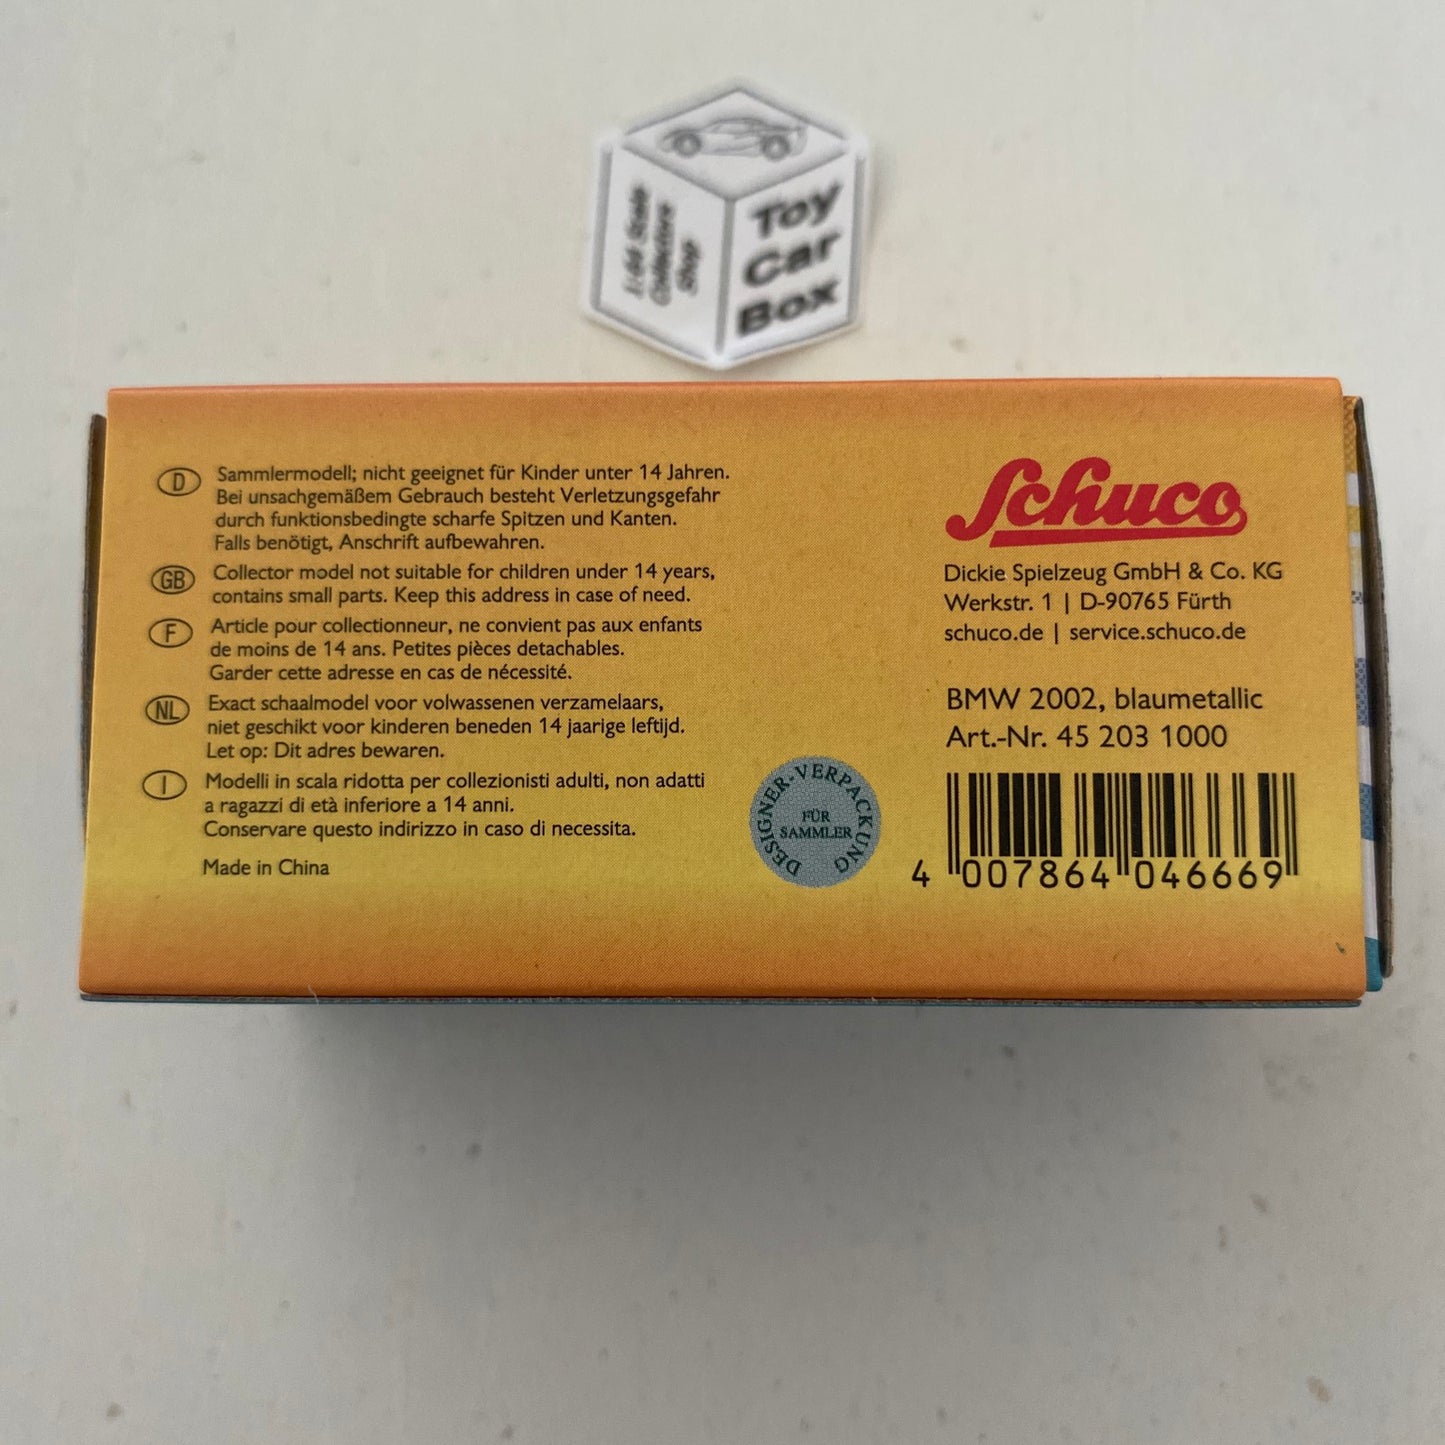 1:64 Scale
Collectors
Shop
Toy
Car
Box
D
Sammlermodell; nicht geeignet für Kinder unter 14 Jahren.
Bei unsachgemäßem Gebrauch besteht Verletzungsgefahr
durch funktionsbedingte scharfe Spitzen und Kanten.
Falls benötigt, Anschrift aufbewahren.
GB
Collector model not suitable for children under 14 years,
contains small parts. Keep this address in case of need.
F
Article pour collectionneur, ne convient pas aux enfants
de moins de 14 ans. Petites pièces detachables.
Garder cette adresse en cas de nécessité.
NL
Exact schaalmodel voor volwassenen verzamelaars,
niet geschikt voor kinderen beneden 14 jaarige leftijd.
Let op: Dit adres bewaren.
I
Modelli in scala ridotta per collezionisti adulti, non adatti
a ragazzi di età inferiore a 14 anni.
Conservare questo indirizzo in caso di necessita.
Made in China
DESIGNER-VERPACKUNG
FÜR
SAMMLER
Schuco
Dickie Spielzeug GmbH & Co. KG
Werkstr. 1 | D-90765 Fürth
schuco.de | service.schuco.de
BMW 2002, blaumetallic
Art.-Nr. 45 203 1000
4 007864 046669